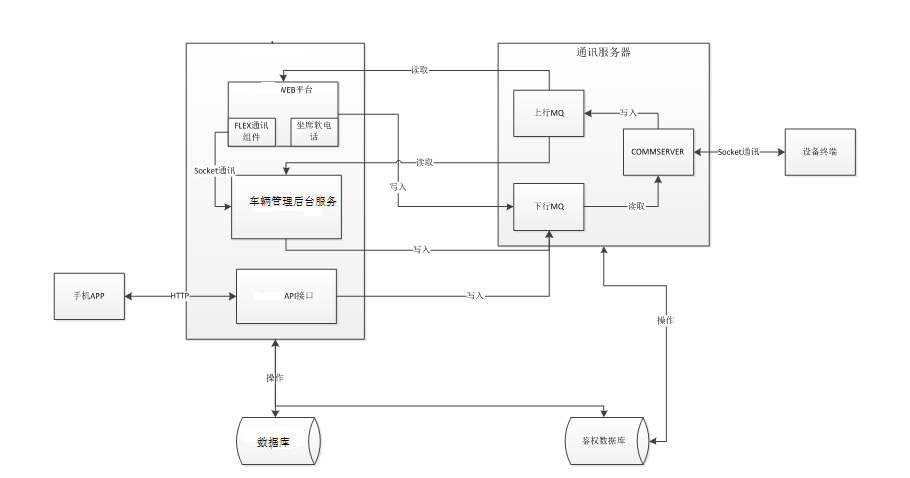 通讯服务器
读取
WEB平台
上行MQ
写入
FLEX通讯
组件
坐席软电
话
COMMSERVER
Socket通讯
设备终端
读取
Socket通讯
写入
车辆管理后台服务
下行MQ
读取
写入
手机APP
HTTP
API接口
写入
操作
操作
数据库
鉴权数据库